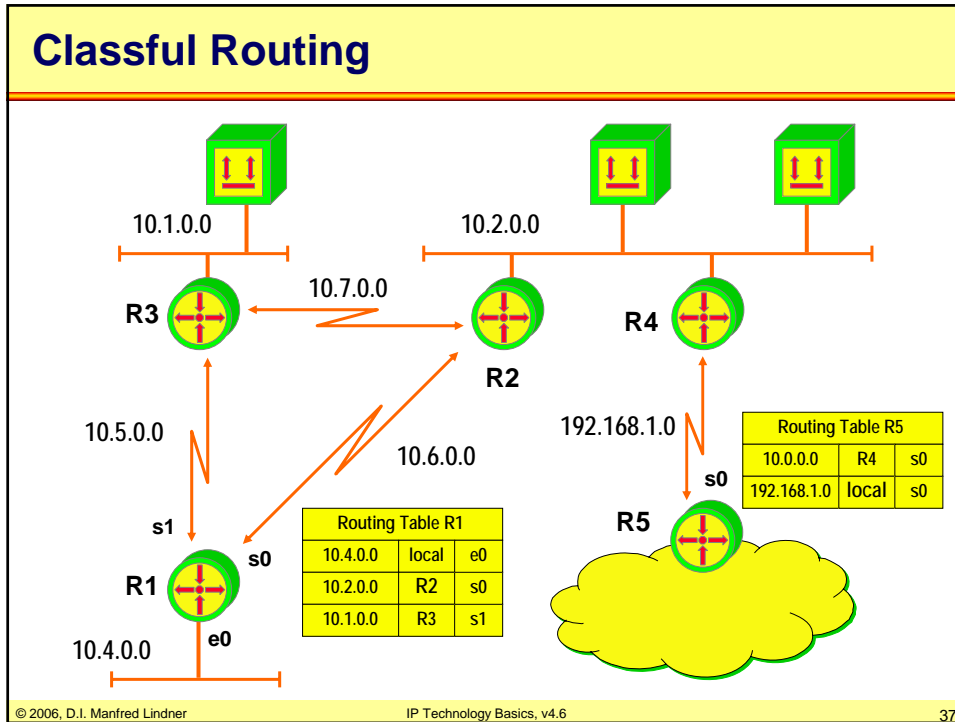 Classful Routing
10.1.0.0
10.2.0.0
10.7.0.0
R3
R4
R2
10.5.0.0
192.168.1.0
10.6.0.0
Routing Table R5
10.0.0.0 R4 s0
192.168.1.0 local s0
s0
R5
s1
s0
R1
Routing Table R1
10.4.0.0 local e0
10.2.0.0 R2 s0
10.1.0.0 R3 s1
e0
10.4.0.0
© 2006, D.I. Manfred Lindner IP Technology Basics, v4.6 37